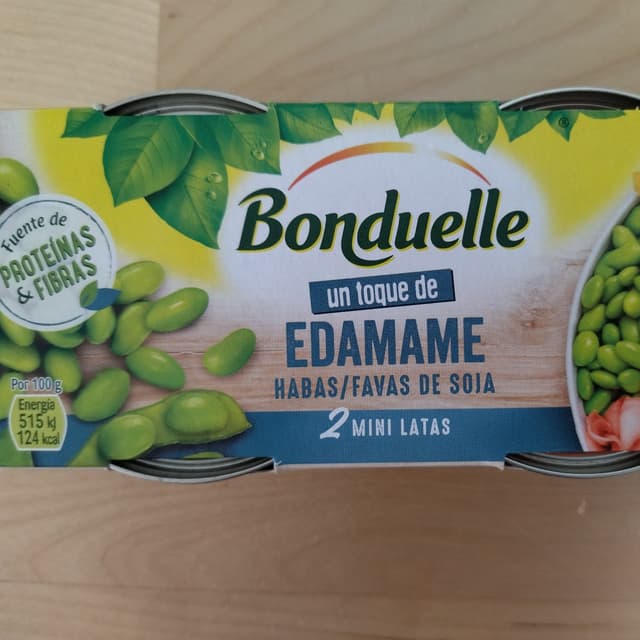 Bonduelle
®
un toque de
EDAMAME
HABAS/FAVAS DE SOJA
2 MINI LATAS
Fuente de
PROTEÍNAS
& FIBRAS
Por 100 g
Energía
515 kj
124 kcal